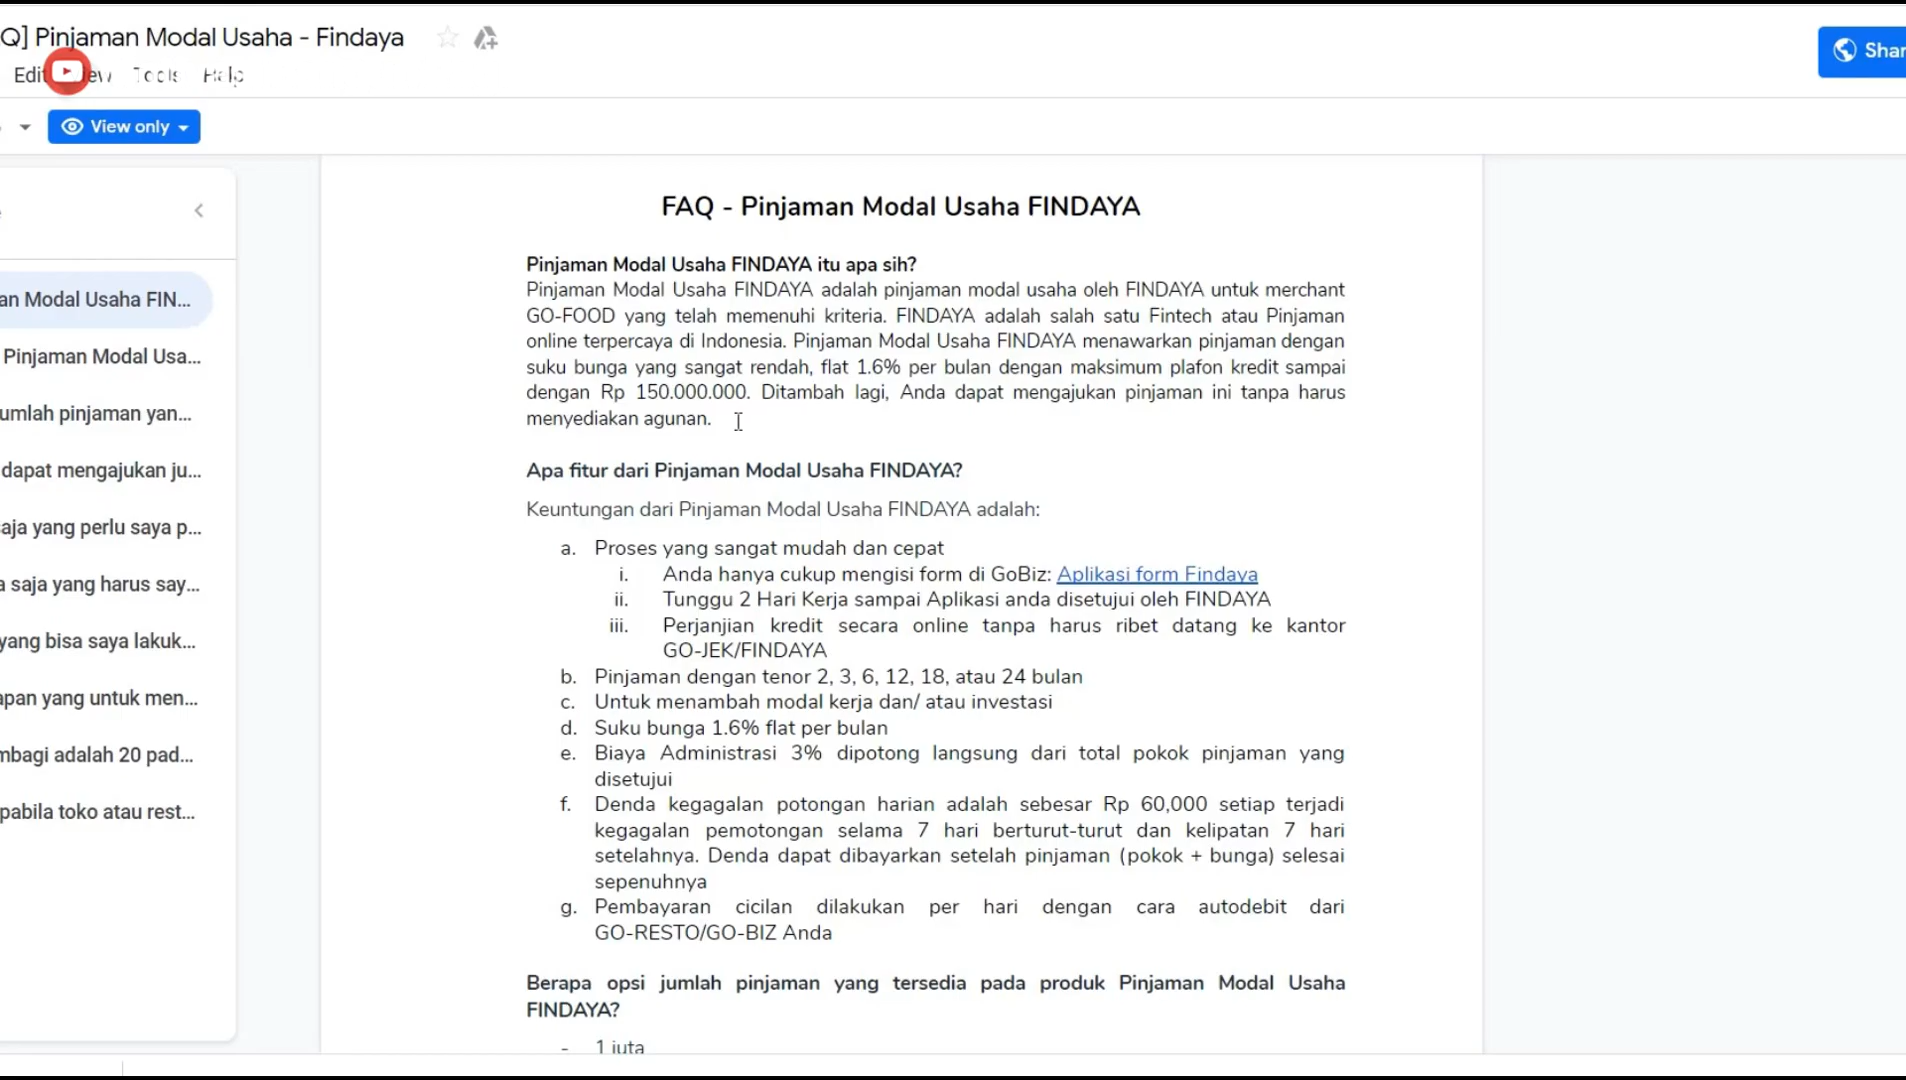 Q] Pinjaman Modal Usaha - Findaya
Edit View Tools Help
Shar
View only
an Modal Usaha FIN...
Pinjaman Modal Usa...
umlah pinjaman yan...
dapat mengajukan ju...
aja yang perlu saya p...
a saja yang harus say...
yang bisa saya lakuk...
apan yang untuk men...
mbagi adalah 20 pad...
pabila toko atau rest...
FAQ - Pinjaman Modal Usaha FINDAYA
Pinjaman Modal Usaha FINDAYA itu apa sih?
Pinjaman Modal Usaha FINDAYA adalah pinjaman modal usaha oleh FINDAYA untuk merchant
GO-FOOD yang telah memenuhi kriteria. FINDAYA adalah salah satu Fintech atau Pinjaman
online terpercaya di Indonesia. Pinjaman Modal Usaha FINDAYA menawarkan pinjaman dengan
suku bunga yang sangat rendah, flat 1.6% per bulan dengan maksimum plafon kredit sampai
dengan Rp 150.000.000. Ditambah lagi, Anda dapat mengajukan pinjaman ini tanpa harus
menyediakan agunan.
Apa fitur dari Pinjaman Modal Usaha FINDAYA?
Keuntungan dari Pinjaman Modal Usaha FINDAYA adalah:
a. Proses yang sangat mudah dan cepat
i. Anda hanya cukup mengisi form di GoBiz: Aplikasi form Findaya
ii. Tunggu 2 Hari Kerja sampai Aplikasi anda disetujui oleh FINDAYA
iii. Perjanjian kredit secara online tanpa harus ribet datang ke kantor
GO-JEK/FINDAYA
b. Pinjaman dengan tenor 2, 3, 6, 12, 18, atau 24 bulan
c. Untuk menambah modal kerja dan/ atau investasi
d. Suku bunga 1.6% flat per bulan
e. Biaya Administrasi 3% dipotong langsung dari total pokok pinjaman yang
disetujui
f. Denda kegagalan potongan harian adalah sebesar Rp 60,000 setiap terjadi
kegagalan pemotongan selama 7 hari berturut-turut dan kelipatan 7 hari
setelahnya. Denda dapat dibayarkan setelah pinjaman (pokok + bunga) selesai
sepenuhnya
g. Pembayaran cicilan dilakukan per hari dengan cara autodebit dari
GO-RESTO/GO-BIZ Anda
Berapa opsi jumlah pinjaman yang tersedia pada produk Pinjaman Modal Usaha
FINDAYA?
- 1 juta